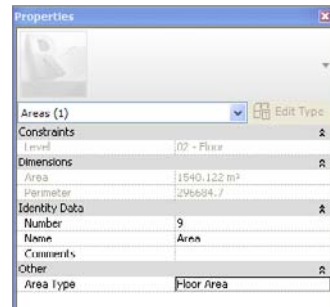 Properties
Areas (1)
Edit Type
Constraints
Level 02 - Floor
Dimensions
Area 1540.122 m²
Perimeter 296684.7
Identity Data
Number 9
Name Area
Comments
Other
Area Type Floor Area